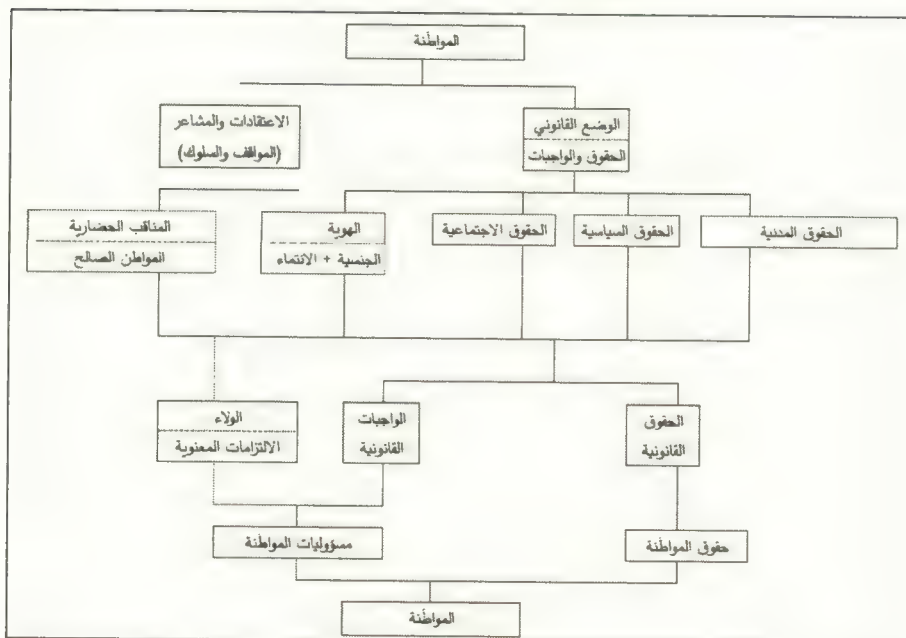 المواطنة
الوضع القانوني
الحقوق والواجبات
الاعتقادات والمشاعر
(المواقف والسلوك)
الحقوق المدنية
الحقوق السياسية
الحقوق الاجتماعية
الهوية
الجنسية + الانتماء
المناقب الحضارية
المواطن الصالح
الحقوق
القانونية
الواجبات
القانونية
الولاء
الالتزامات المعنوية
حقوق المواطنة
مسؤوليات المواطنة
المواطنة